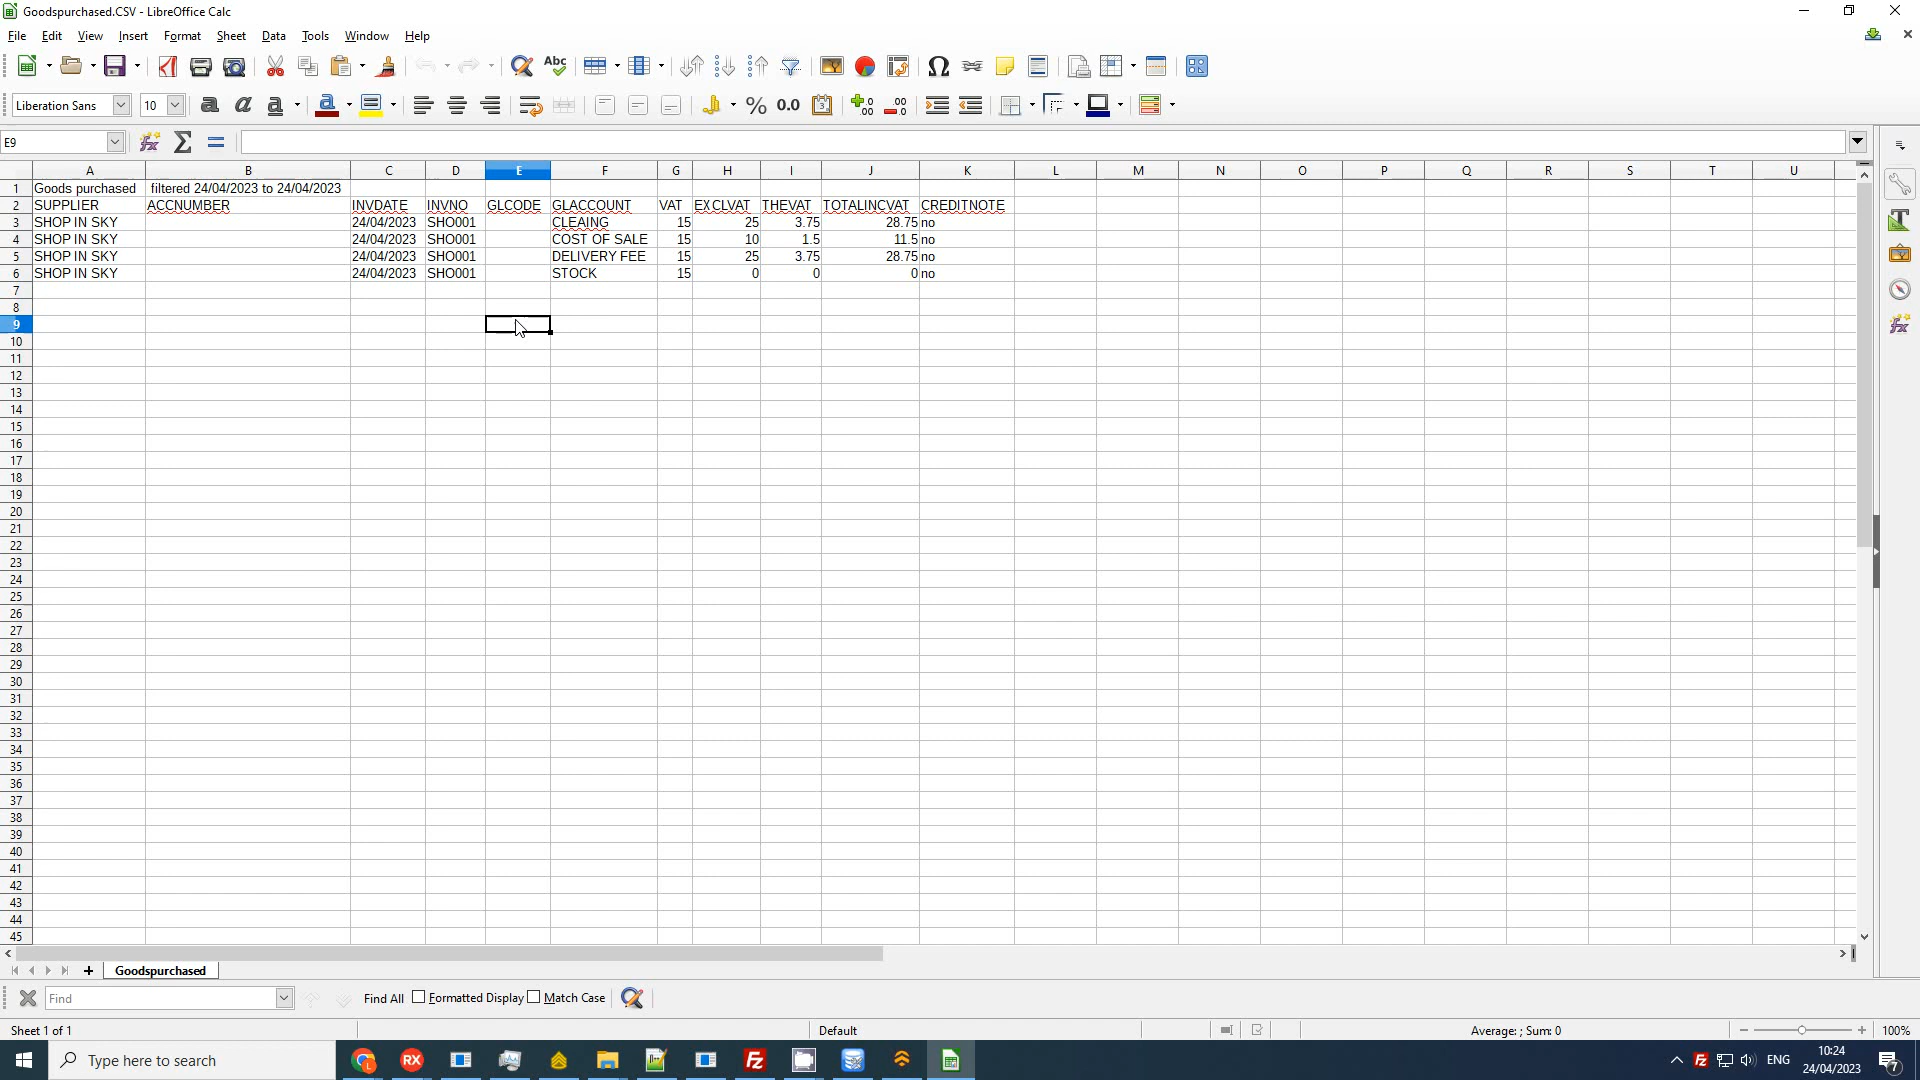 Goodspurchased.CSV - LibreOffice Calc
File Edit View Insert Format Sheet Data Tools Window Help
Liberation Sans 10
E9
A B C D E F G H I J K L M N O P Q R S T U
1 Goods purchased filtered 24/04/2023 to 24/04/2023
2 SUPPLIER ACCNUMBER INVDATE INVNO GLCODE GLACCOUNT VAT EXCLVAT THEVAT TOTALINCVAT CREDITNOTE
3 SHOP IN SKY 24/04/2023 SHO001 CLEAING 15 25 3.75 28.75 no
4 SHOP IN SKY 24/04/2023 SHO001 COST OF SALE 15 10 1.5 11.5 no
5 SHOP IN SKY 24/04/2023 SHO001 DELIVERY FEE 15 25 3.75 28.75 no
6 SHOP IN SKY 24/04/2023 SHO001 STOCK 15 0 0 0 no
7
8
9
10
11
12
13
14
15
16
17
18
19
20
21
22
23
24
25
26
27
28
29
30
31
32
33
34
35
36
37
38
39
40
41
42
43
44
45
Goodspurchased
Find Find All Formatted Display Match Case
Sheet 1 of 1 Default Average: ; Sum: 0 100%
Type here to search ENG 10:24
24/04/2023